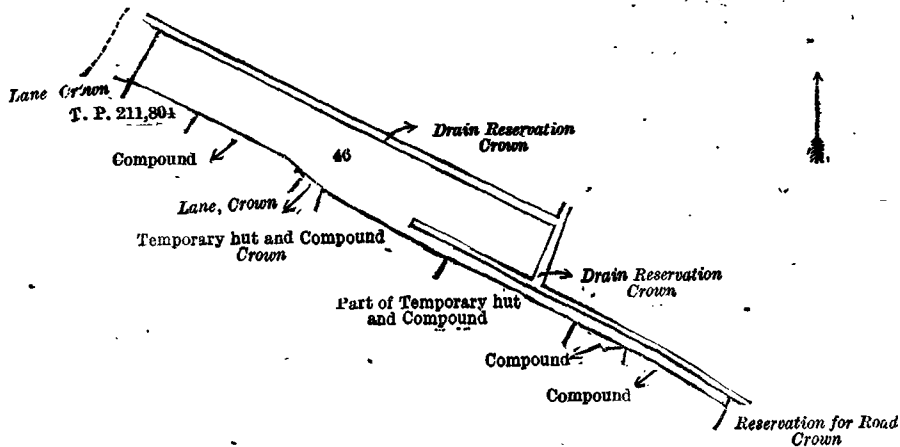 Lane Crown
T. P. 211,804
Compound
46
Drain Reservation
Crown
Lane, Crown
Temporary hut and Compound
Crown
Drain Reservation
Crown
Part of Temporary hut
and Compound
Compound
Compound
Reservation for Road
Crown